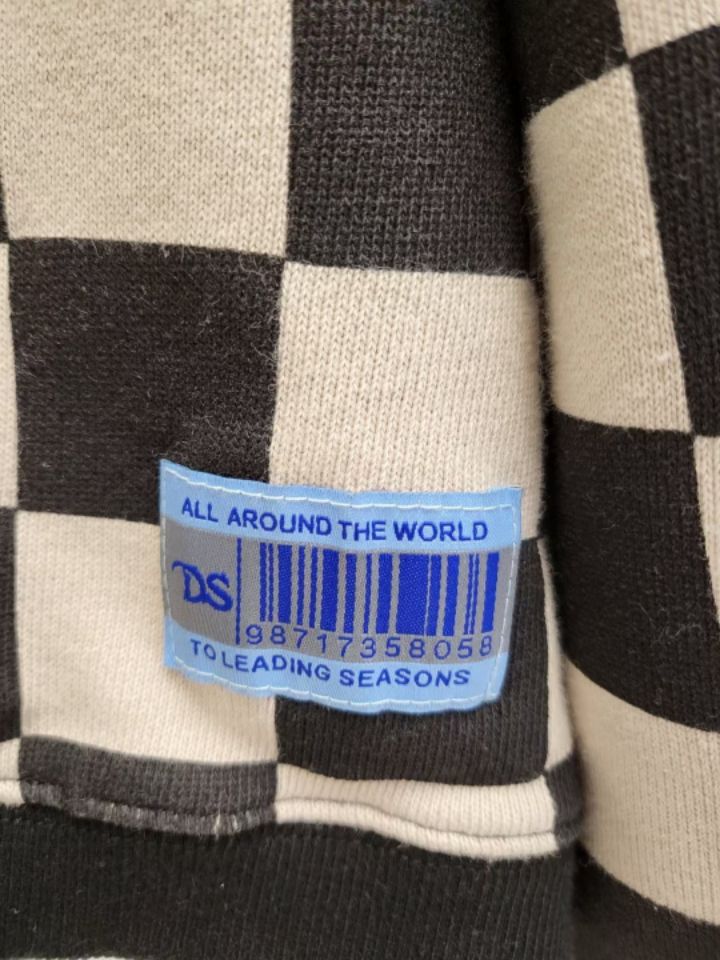 ALL AROUND THE WORLD
DS
98717358058
TO LEADING SEASONS